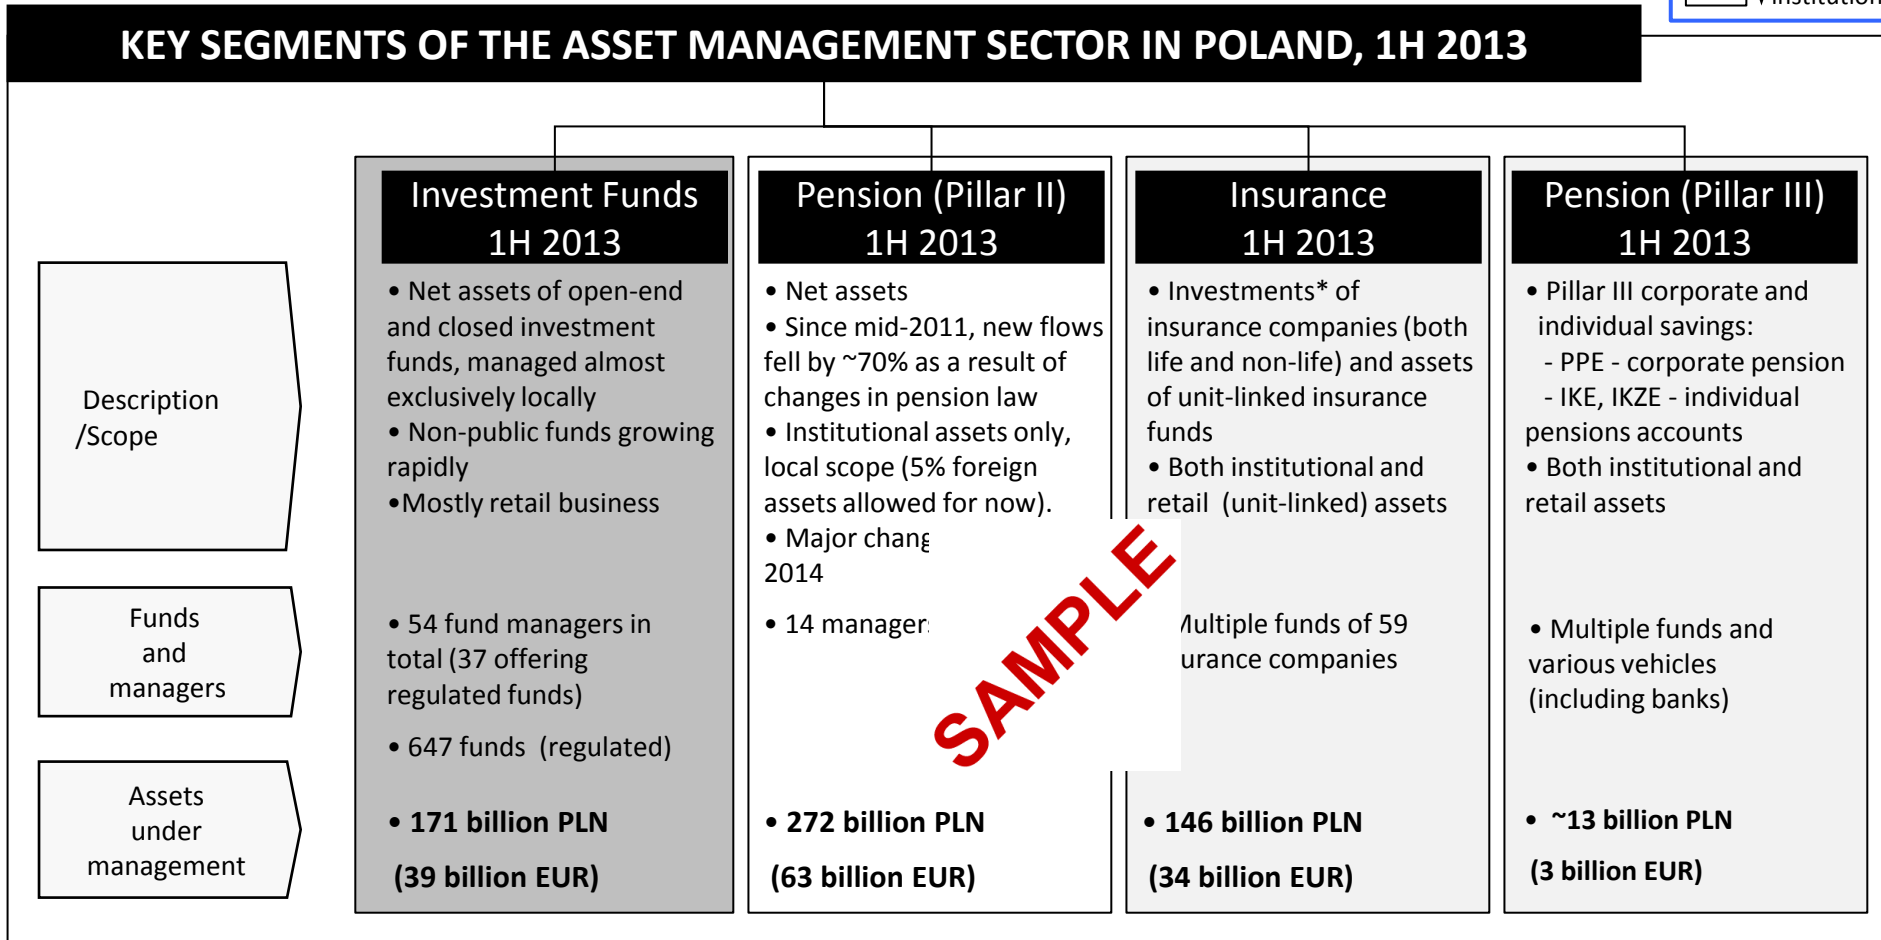 institution
KEY SEGMENTS OF THE ASSET MANAGEMENT SECTOR IN POLAND, 1H 2013
Investment Funds
1H 2013
Pension (Pillar II)
1H 2013
Insurance
1H 2013
Pension (Pillar III)
1H 2013
Description
/Scope
• Net assets of open-end
and closed investment
funds, managed almost
exclusively locally
• Non-public funds growing
rapidly
•Mostly retail business
• Net assets
• Since mid-2011, new flows
fell by ~70% as a result of
changes in pension law
• Institutional assets only,
local scope (5% foreign
assets allowed for now).
• Major chang
2014
• Investments* of
insurance companies (both
life and non-life) and assets
of unit-linked insurance
funds
• Both institutional and
retail (unit-linked) assets
• Pillar III corporate and
individual savings:
- PPE - corporate pension
- IKE, IKZE - individual
pensions accounts
• Both institutional and
retail assets
Funds
and
managers
• 54 fund managers in
total (37 offering
regulated funds)
• 647 funds (regulated)
• 14 managers
Multiple funds of 59
urance companies
• Multiple funds and
various vehicles
(including banks)
SAMPLE
Assets
under
management
• 171 billion PLN
(39 billion EUR)
• 272 billion PLN
(63 billion EUR)
• 146 billion PLN
(34 billion EUR)
• ~13 billion PLN
(3 billion EUR)